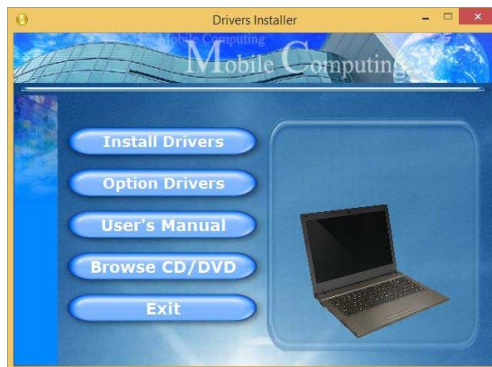 Drivers Installer
Mobile Computing
Mobile Computing
Install Drivers
Option Drivers
User's Manual
Browse CD/DVD
Exit